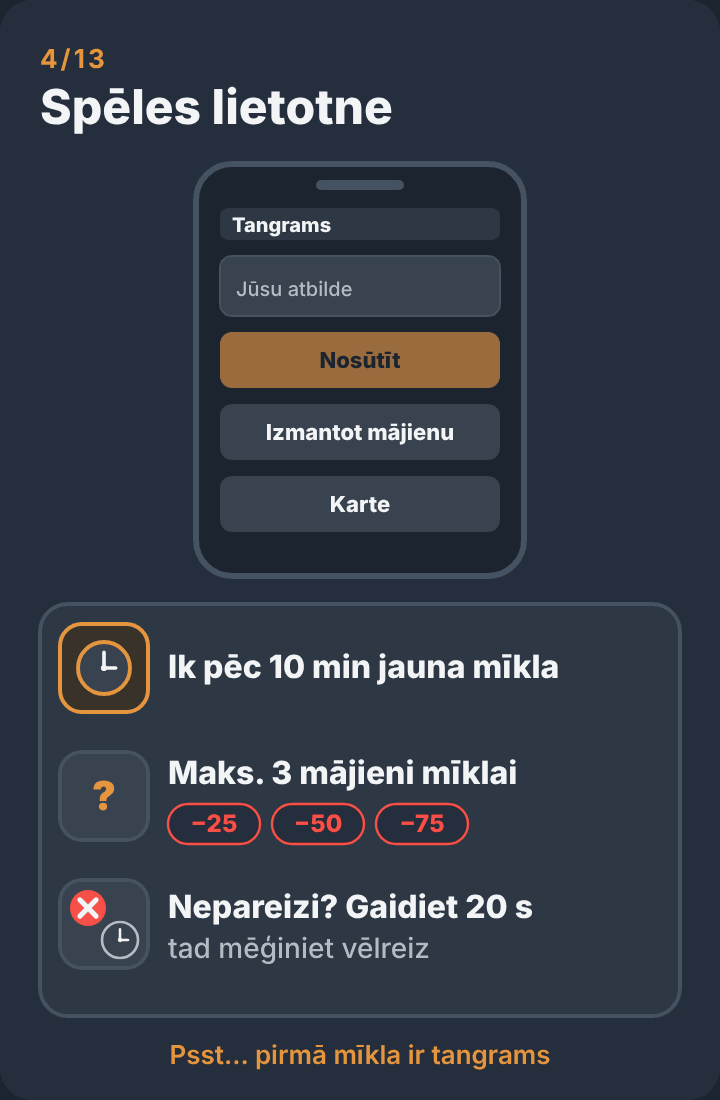 4/13
Spēles lietotne
Tangrams
Jūsu atbilde
Nosūtīt
Izmantot mājienu
Karte
Ik pēc 10 min jauna mīkla
?
Maks. 3 mājieni mīklai
−25 −50 −75
Nepareizi? Gaidiet 20 s
tad mēģiniet vēlreiz
Psst... pirmā mīkla ir tangrams